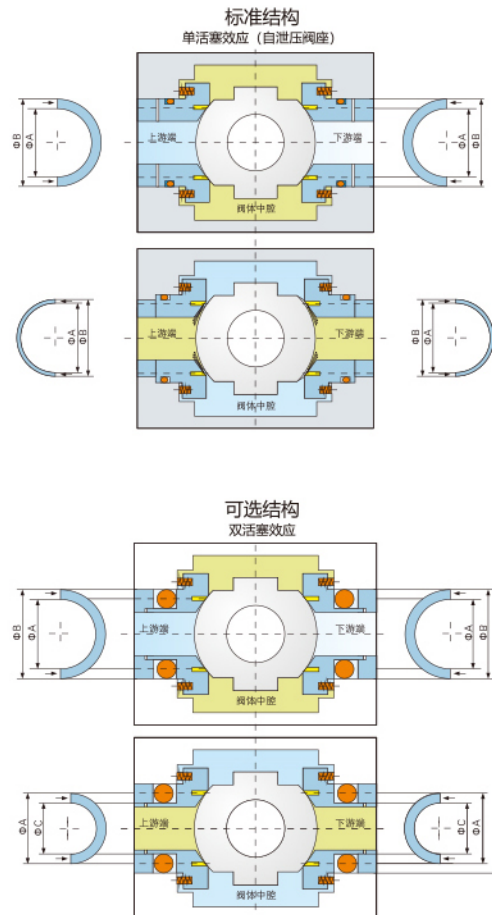 标准结构
单活塞效应（自泄压阀座）
ΦB
ΦA
上游端
下游端
ΦA
ΦB
阀体中腔
ΦA
ΦB
上游端
下游端
ΦA
ΦB
阀体中腔
可选结构
双活塞效应
ΦB
ΦA
上游端
下游端
ΦA
ΦB
阀体中腔
ΦA
ΦC
上游端
下游端
ΦC
ΦA
阀体中腔